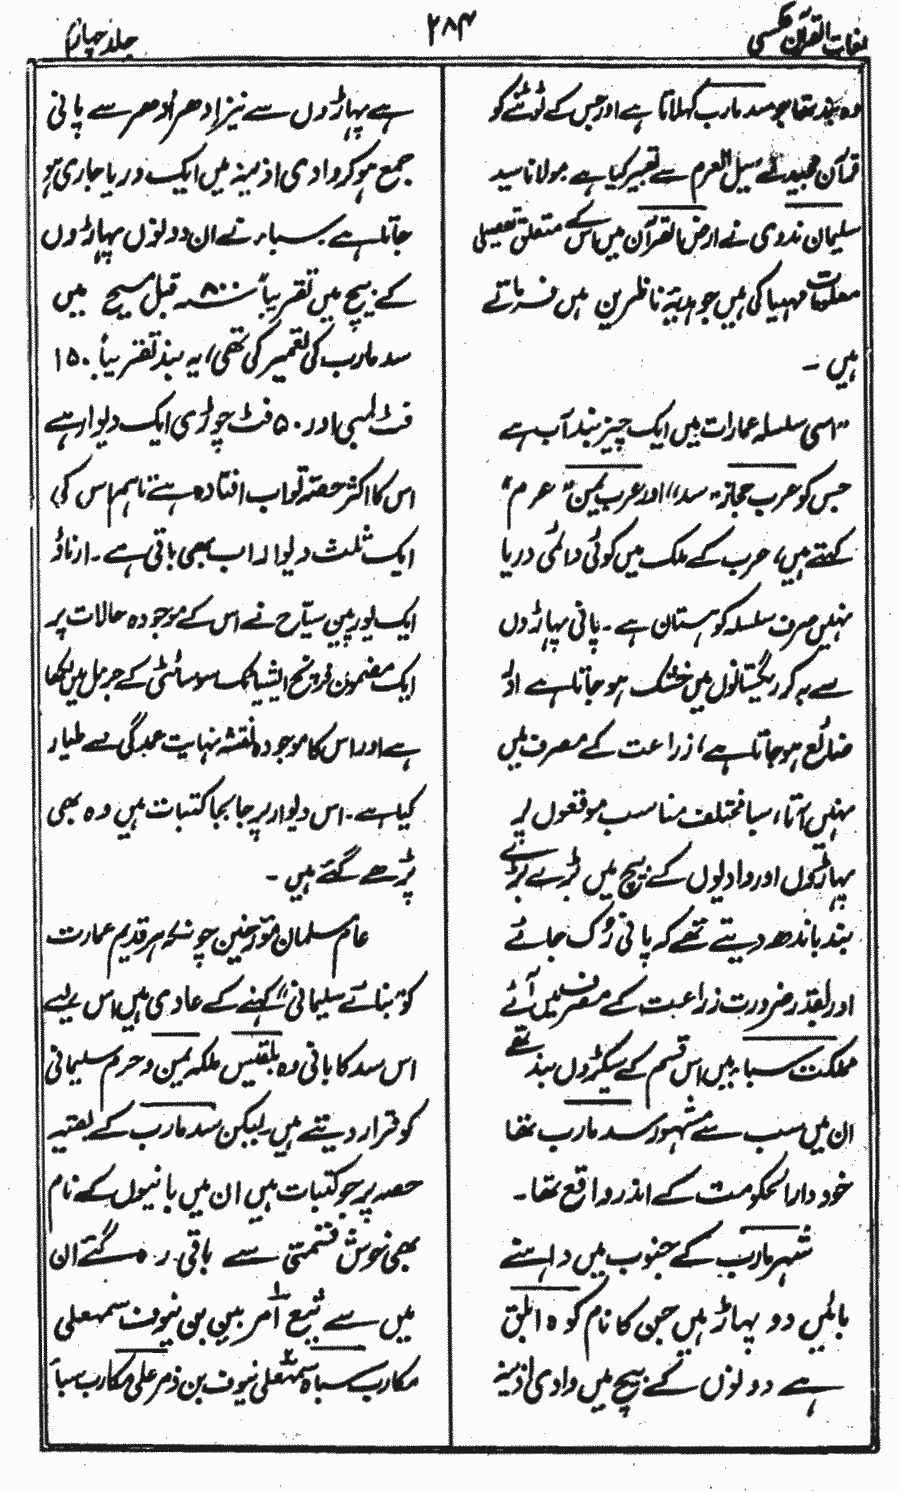 لغات القرآن عکسی
۲۸۴
جلد چہارم
وہ بند تھا جو سد مارب کہلاتا ہے اور جس کے ٹوٹنے کو
قرآن مجید نے سیل العرم سے تعبیر کیا ہے مولانا سید
سلیمان ندوی نے ارض القرآن میں اس کے متعلق تفصیلی
معلومات مہیا کی ہیں جو ہدیۂ ناظرین ہیں فرماتے
ہیں ۔
"اسی سلسلہ عمارات میں ایک چیز بند آب ہے
جس کو عرب حجاز "سد" اور عرب یمن "عرم"
کہتے ہیں، عرب کے ملک میں کوئی دائمی دریا
نہیں صرف سلسلہ کوہستان ہے ۔ پانی پہاڑوں
سے بہ کر ریگستانوں میں خشک ہو جاتا ہے اور
ضائع ہو جاتا ہے، زراعت کے مصرف میں
نہیں آتا، سبا مختلف مناسب موقعوں پر
پہاڑوں اور وادیوں کے بیچ میں بڑے بڑے
بند باندھ دیتے تھے کہ پانی رک جائے
اور بقدر ضرورت زراعت کے مصرف میں آئے
مملکت سباء میں اس قسم کے سیکڑوں بند تھے
ان میں سب سے مشہور سد مارب تھا
خود دارالحکومت کے اندر واقع تھا ۔
شہر مارب کے جنوب میں داہنے
بائیں دو پہاڑ ہیں جن کا نام کوہ ابلق
ہے دونوں کے بیچ میں وادی اذینہ
ہے پہاڑوں سے نیز ادھر اُدھر سے پانی
جمع ہو کر وادی اذینہ میں ایک دریا جاری ہو
جاتا ہے ۔ سباء نے ان دونوں پہاڑوں
کے بیچ میں تقریباً ۸۰۰ سنہ قبل مسیح میں
سد مارب کی تعمیر کی تھی، یہ بند تقریباً ۱۵۰
فٹ لمبی اور ۵۰ فٹ چوڑی ایک دیوار ہے
اس کا اکثر حصہ تو اب افتادہ ہے تاہم اس کی
ایک ثلث دیوار اب بھی باقی ہے ۔ ارناڈ
ایک یورپین سیّاح نے اس کے موجودہ حالات پر
ایک مضمون فرینچ ایشیاٹک سوسائٹی کے جرنل میں لکھا
ہے اور اس کا موجودہ نقشہ نہایت عمدگی سے طیار
کیا ہے ۔ اس دیوار پر جا بجا کتبات ہیں وہ بھی
پڑھے گئے ہیں ۔
عام مسلمان مؤرخین چونکہ ہر قدیم عمارت
کو "بنائے سلیمانی" کہنے کے عادی ہیں اس لیے
اس سد کا بانی وہ بلقیس ملکہ یمن و حرم سلیمانی
کو قرار دیتے ہیں لیکن سد مارب کے بقیہ
حصہ پر جو کتبات ہیں ان میں بانیوں کے نام
بھی خوش قسمتی سے باقی رہ گئے ان
میں سے تبع امر بین بن ینوف سمہعلی
مکارب سباء سمہعلی ینوف بن ذمر علی مکارب سبأ